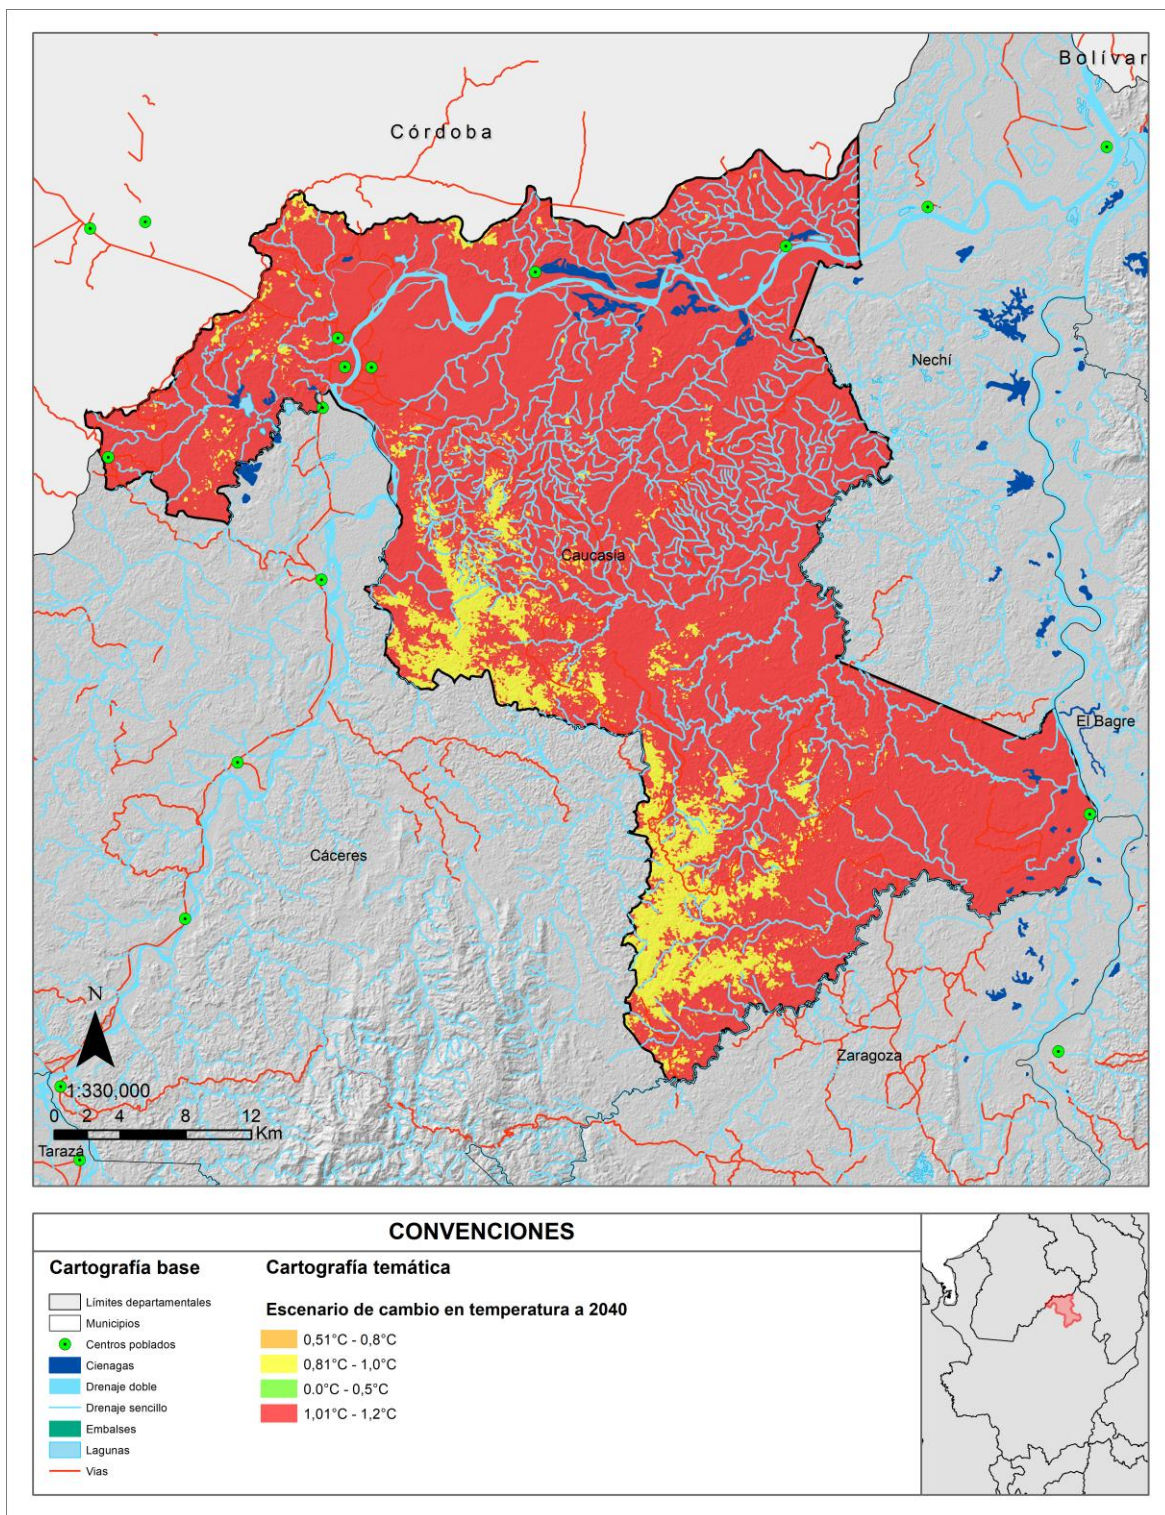 Bolívar
Córdoba
Nechí
Caucasia
El Bagre
Cáceres
N
Zaragoza
1:330,000
0 2 4 8 12
Km
Tarazá
CONVENCIONES
Cartografía base
Límites departamentales
Municipios
Centros poblados
Cienagas
Drenaje doble
Drenaje sencillo
Embalses
Lagunas
Vias
Cartografía temática
Escenario de cambio en temperatura a 2040
0,51°C - 0,8°C
0,81°C - 1,0°C
0.0°C - 0,5°C
1,01°C - 1,2°C